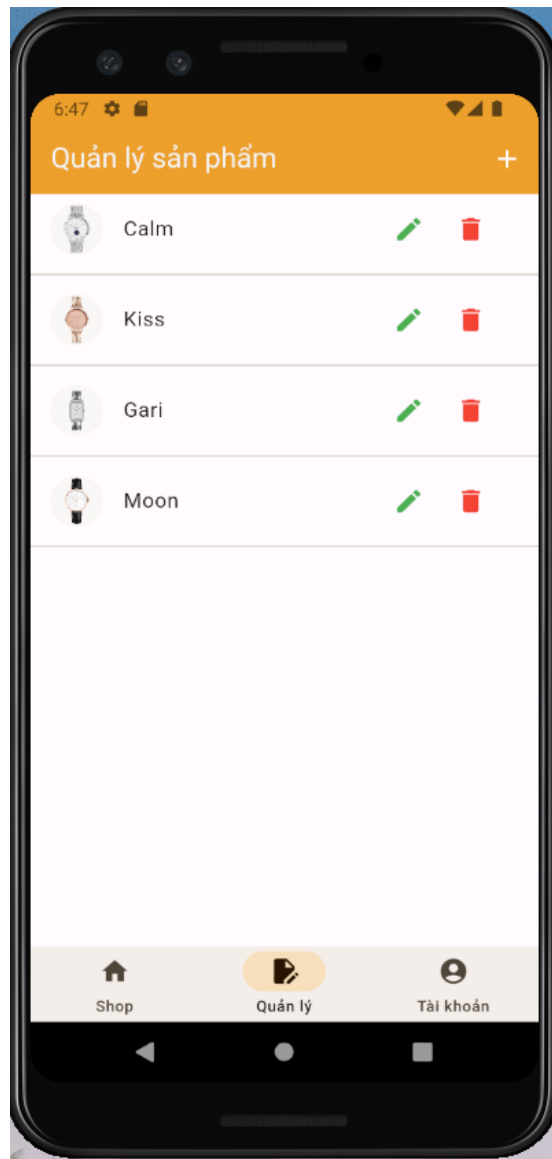 6:47
Quản lý sản phẩm
Calm
Kiss
Gari
Moon
Shop
Quản lý
Tài khoản